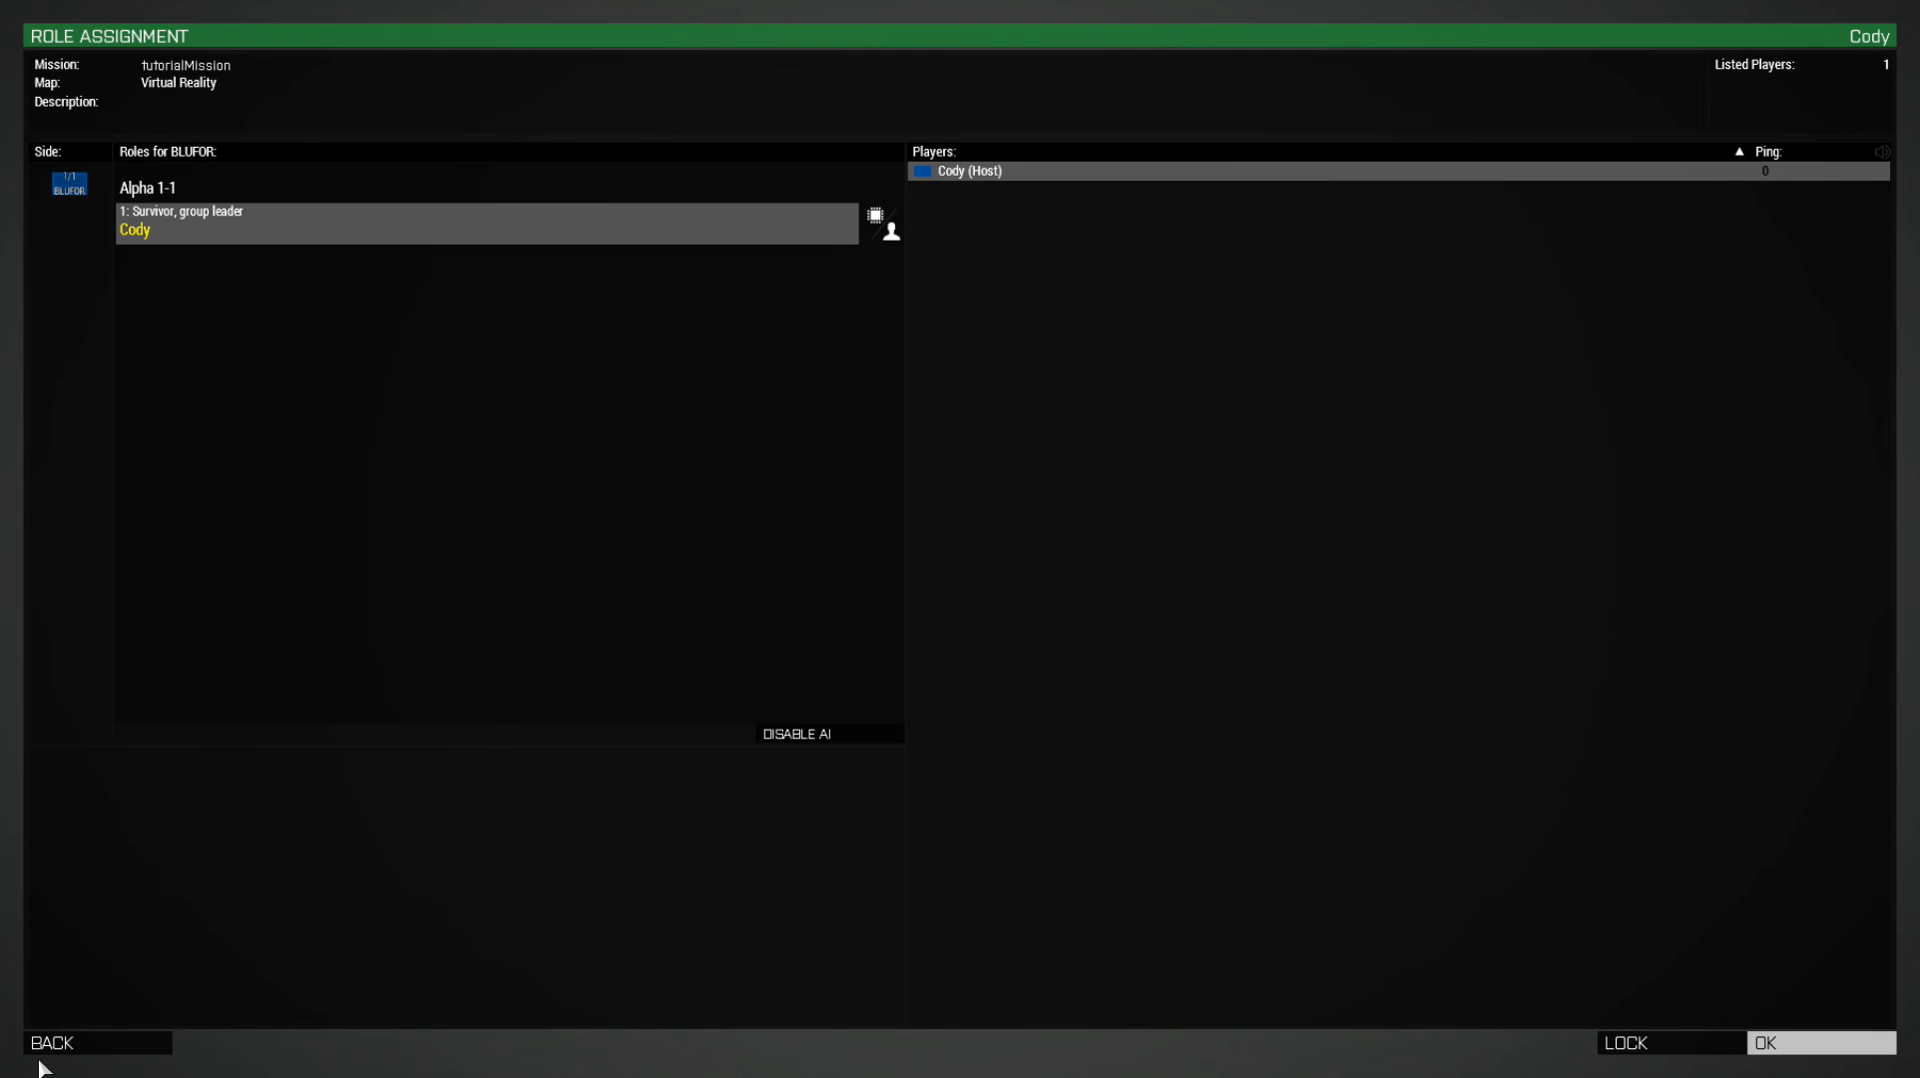 ROLE ASSIGNMENT Cody
Mission: tutorialMission Listed Players: 1
Map: Virtual Reality
Description:
Side: Roles for BLUFOR: Players: Ping:
1/1
BLUFOR
Cody (Host) 0
Alpha 1-1
1: Survivor, group leader
Cody
DISABLE AI
BACK LOCK OK